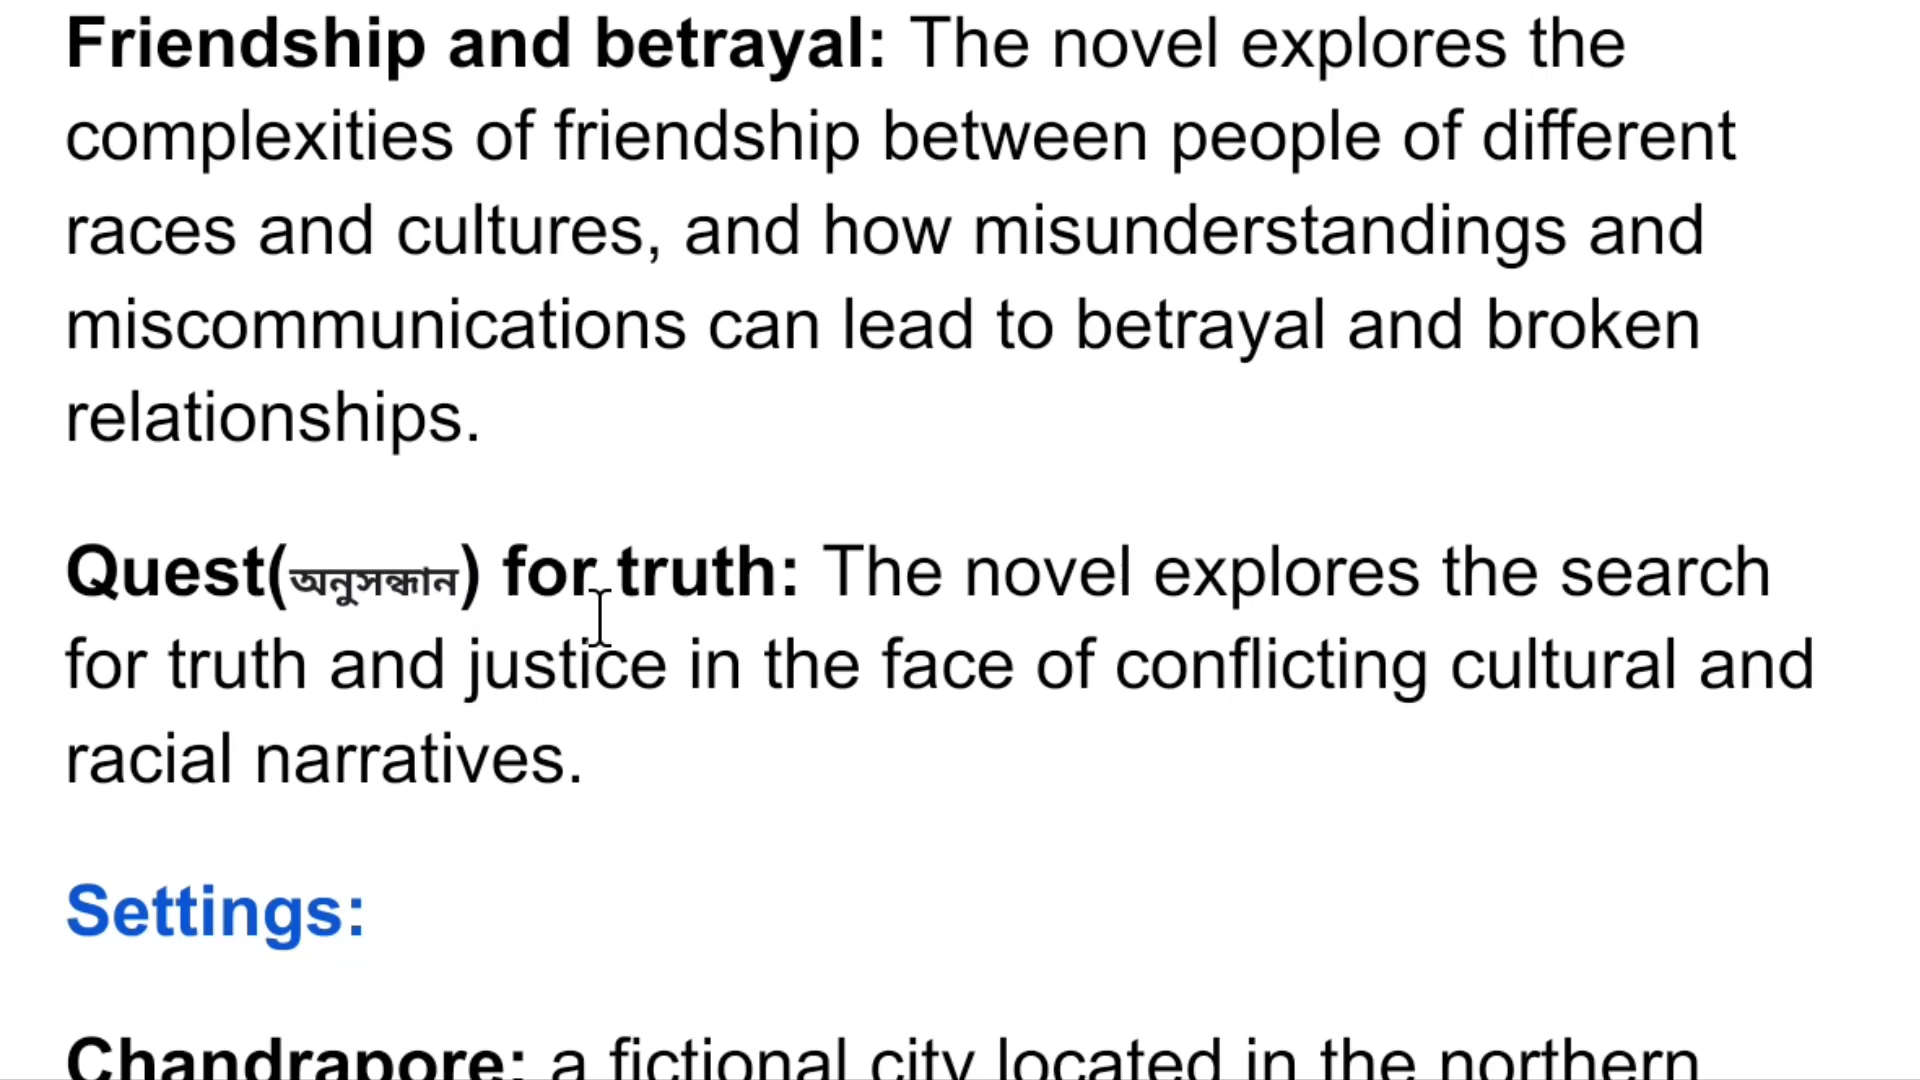 Friendship and betrayal: The novel explores the
complexities of friendship between people of different
races and cultures, and how misunderstandings and
miscommunications can lead to betrayal and broken
relationships.
Quest(অনুসন্ধান) for truth: The novel explores the search
for truth and justice in the face of conflicting cultural and
racial narratives.
Settings:
Chandrapore: a fictional city located in the northern